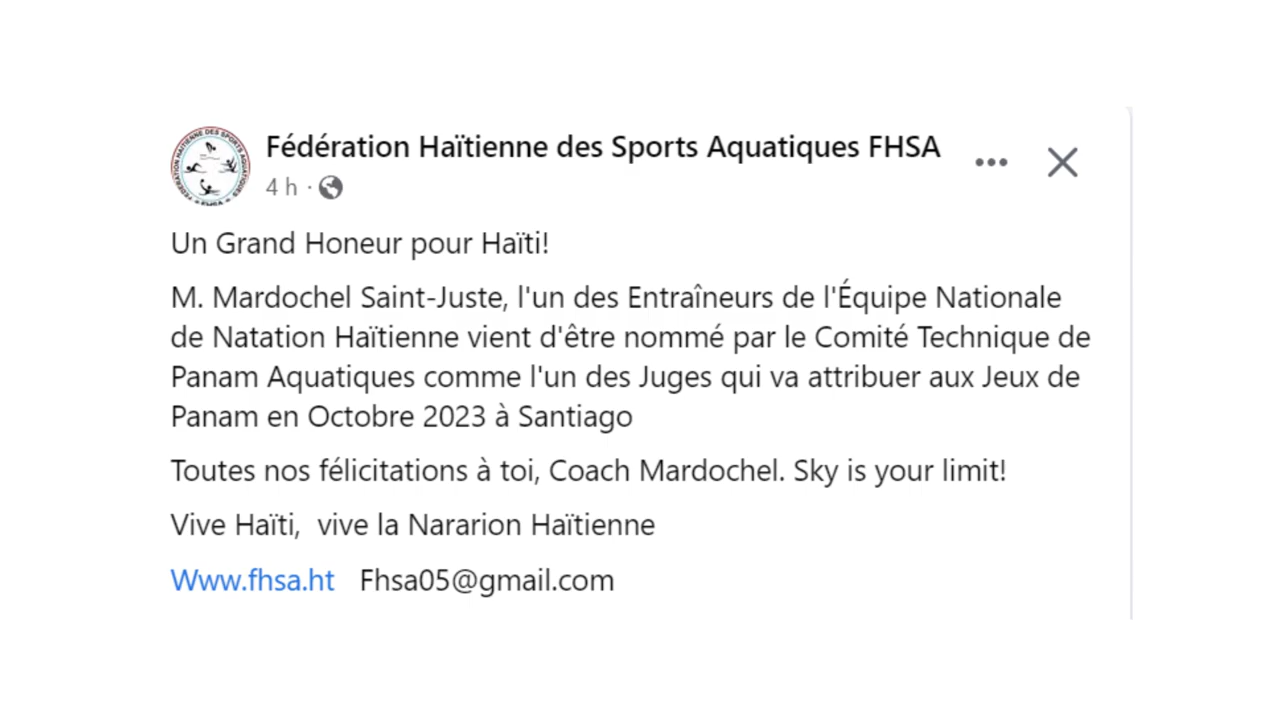 Fédération Haïtienne des Sports Aquatiques FHSA
4 h ·
Un Grand Honeur pour Haïti!
M. Mardochel Saint-Juste, l'un des Entraîneurs de l'Équipe Nationale
de Natation Haïtienne vient d'être nommé par le Comité Technique de
Panam Aquatiques comme l'un des Juges qui va attribuer aux Jeux de
Panam en Octobre 2023 à Santiago
Toutes nos félicitations à toi, Coach Mardochel. Sky is your limit!
Vive Haïti,  vive la Nararion Haïtienne
Www.fhsa.ht   Fhsa05@gmail.com